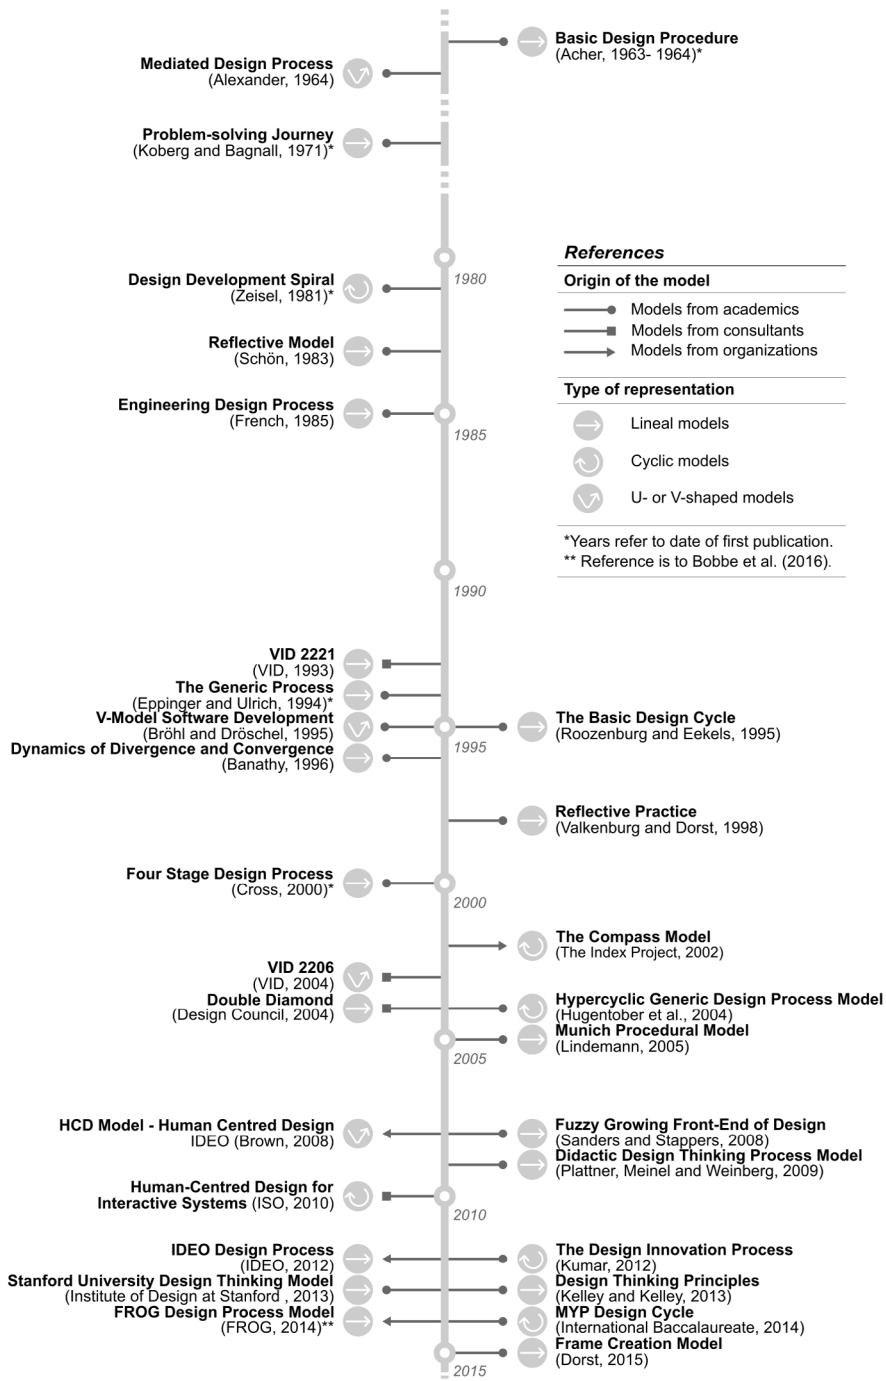 Basic Design Procedure
(Acher, 1963- 1964)*
Mediated Design Process
(Alexander, 1964)
Problem-solving Journey
(Koberg and Bagnall, 1971)*
1980
Design Development Spiral
(Zeisel, 1981)*
Reflective Model
(Schön, 1983)
Engineering Design Process
(French, 1985)
1985
References
Origin of the model
Models from academics
Models from consultants
Models from organizations
Type of representation
Lineal models
Cyclic models
U- or V-shaped models
*Years refer to date of first publication.
** Reference is to Bobbe et al. (2016).
1990
VID 2221
(VID, 1993)
The Generic Process
(Eppinger and Ulrich, 1994)*
V-Model Software Development
(Bröhl and Dröschel, 1995)
The Basic Design Cycle
(Roozenburg and Eekels, 1995)
1995
Dynamics of Divergence and Convergence
(Banathy, 1996)
Reflective Practice
(Valkenburg and Dorst, 1998)
Four Stage Design Process
(Cross, 2000)*
2000
The Compass Model
(The Index Project, 2002)
VID 2206
(VID, 2004)
Double Diamond
(Design Council, 2004)
Hypercyclic Generic Design Process Model
(Hugentober et al., 2004)
Munich Procedural Model
(Lindemann, 2005)
2005
HCD Model - Human Centred Design
IDEO (Brown, 2008)
Fuzzy Growing Front-End of Design
(Sanders and Stappers, 2008)
Didactic Design Thinking Process Model
(Plattner, Meinel and Weinberg, 2009)
Human-Centred Design for
Interactive Systems (ISO, 2010)
2010
IDEO Design Process
(IDEO, 2012)
The Design Innovation Process
(Kumar, 2012)
Stanford University Design Thinking Model
(Institute of Design at Stanford , 2013)
Design Thinking Principles
(Kelley and Kelley, 2013)
FROG Design Process Model
(FROG, 2014)**
MYP Design Cycle
(International Baccalaureate, 2014)
Frame Creation Model
(Dorst, 2015)
2015